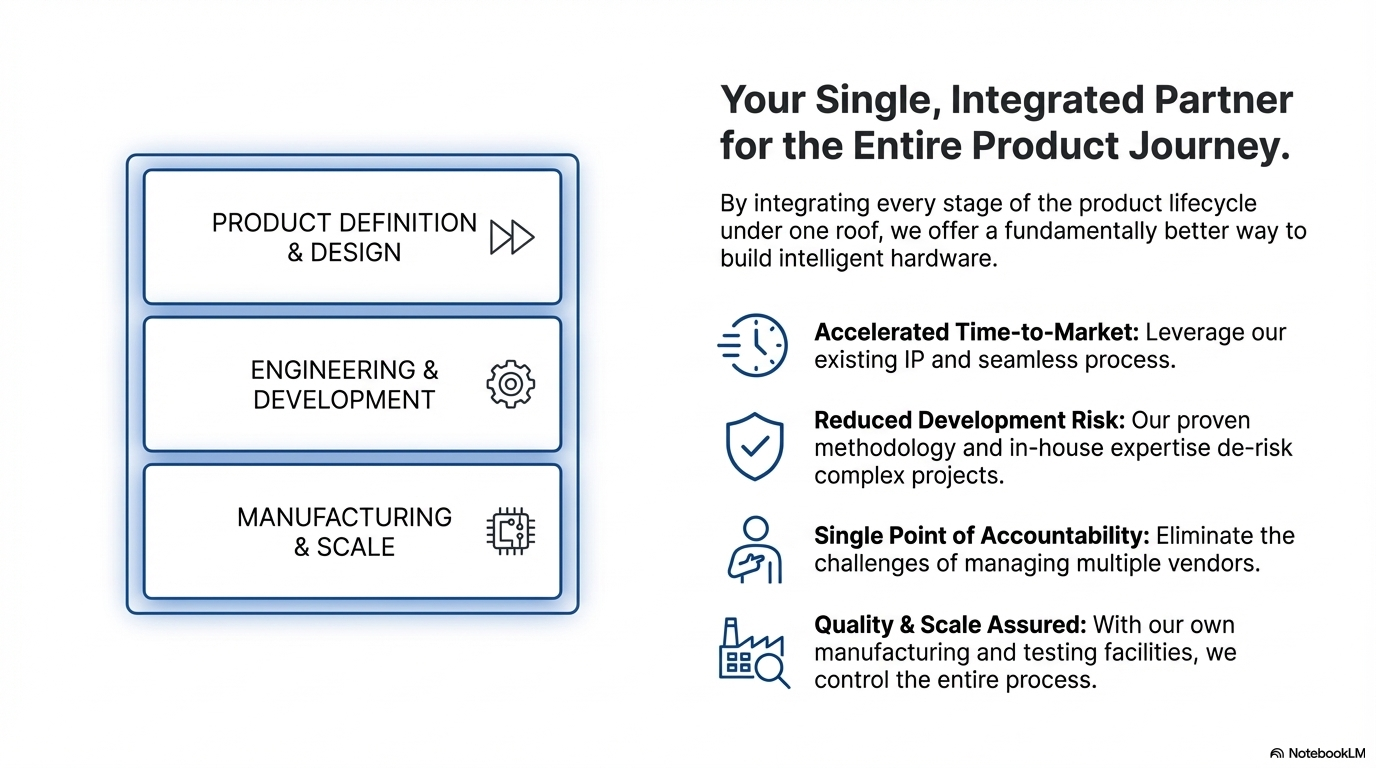 PRODUCT DEFINITION
& DESIGN
ENGINEERING &
DEVELOPMENT
MANUFACTURING
& SCALE
Your Single, Integrated Partner
for the Entire Product Journey.
By integrating every stage of the product lifecycle
under one roof, we offer a fundamentally better way to
build intelligent hardware.
Accelerated Time-to-Market: Leverage our
existing IP and seamless process.
Reduced Development Risk: Our proven
methodology and in-house expertise de-risk
complex projects.
Single Point of Accountability: Eliminate the
challenges of managing multiple vendors.
Quality & Scale Assured: With our own
manufacturing and testing facilities, we
control the entire process.
NotebookLM